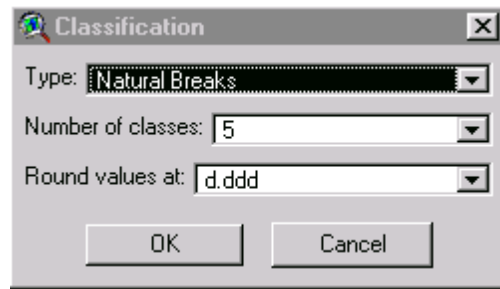 Classification
Type: Natural Breaks
Number of classes: 5
Round values at: d.ddd
OK Cancel